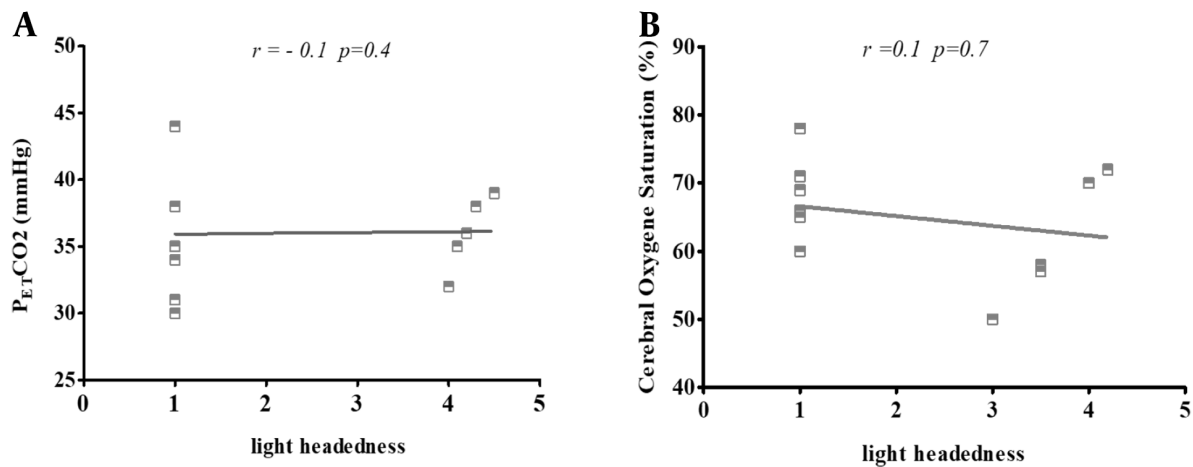 A
r = - 0.1 p=0.4
50
45
40
35
30
25
PETCO2 (mmHg)
0 1 2 3 4 5
light headedness
B
r =0.1 p=0.7
90
80
70
60
50
40
Cerebral Oxygene Saturation (%)
0 1 2 3 4 5
light headedness